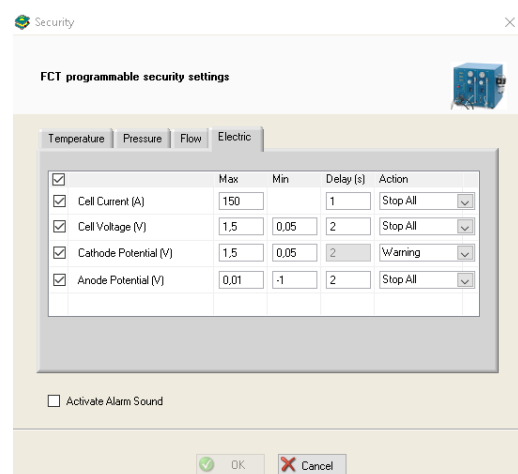 Security
FCT programmable security settings
Temperature Pressure Flow Electric
Max Min Delay (s) Action
Cell Current (A) 150 1 Stop All
Cell Voltage (V) 1,5 0,05 2 Stop All
Cathode Potential (V) 1,5 0,05 2 Warning
Anode Potential (V) 0,01 -1 2 Stop All
Activate Alarm Sound
OK Cancel